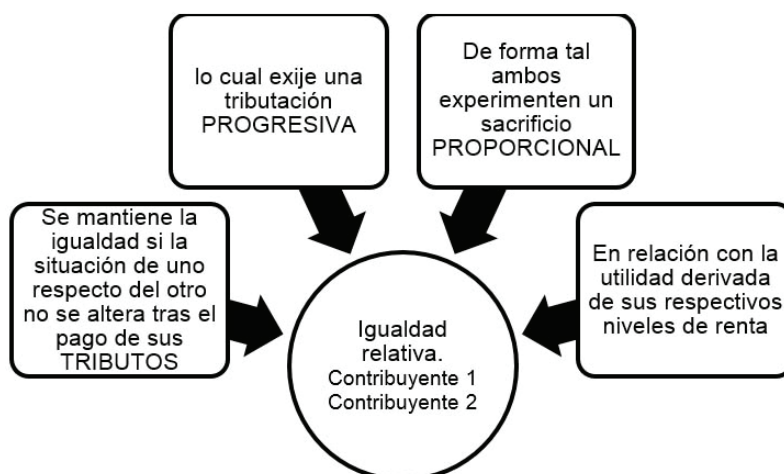 Se mantiene la
igualdad si la
situación de uno
respecto del otro
no se altera tras el
pago de sus
TRIBUTOS
lo cual exije una
tributación
PROGRESIVA
De forma tal
ambos
experimenten un
sacrificio
PROPORCIONAL
En relación con la
utilidad derivada
de sus respectivos
niveles de renta
Igualdad
relativa.
Contribuyente 1
Contribuyente 2